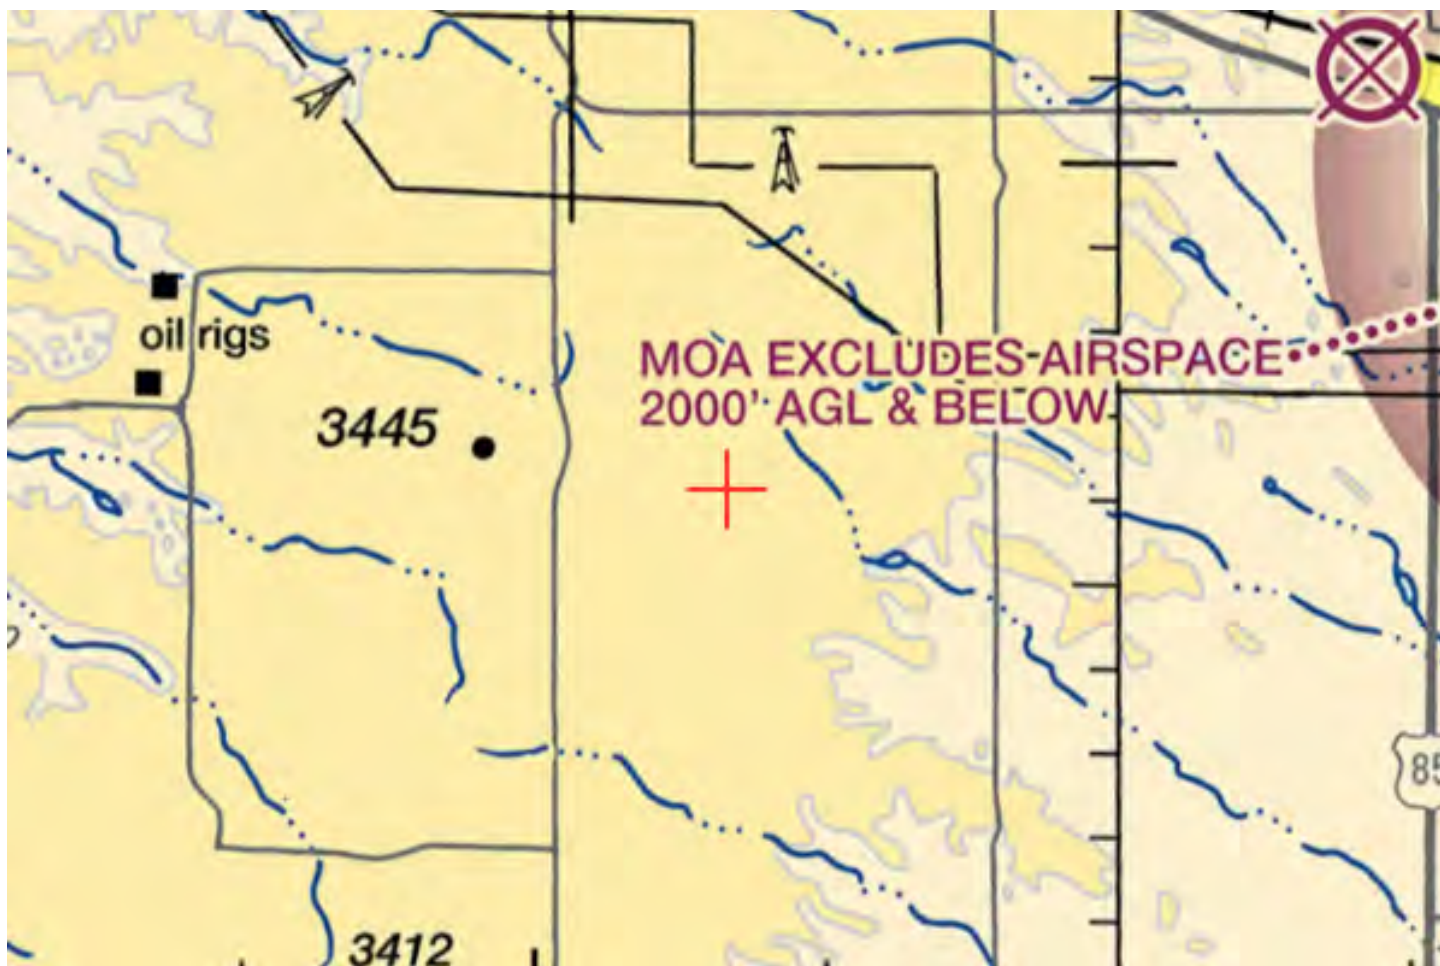 oil rigs
MOA EXCLUDES AIRSPACE
2000' AGL & BELOW
3445
85
3412